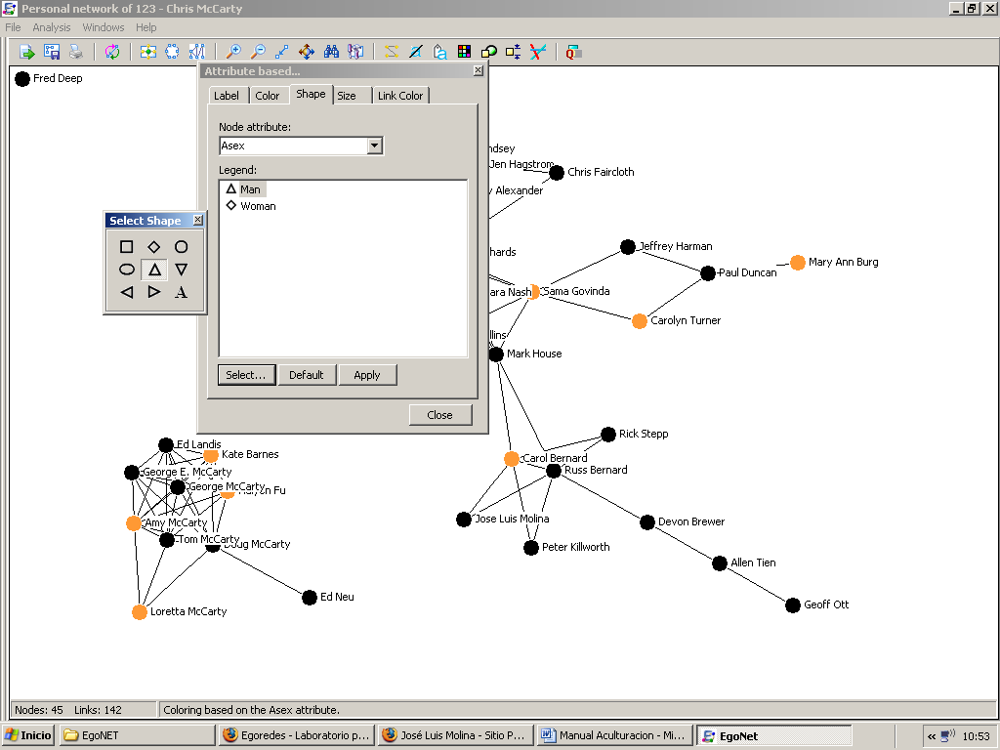 Personal network of 123 - Chris McCarty
File Analysis Windows Help
Fred Deep
Attribute based...
Label Color Shape Size Link Color
Node attribute:
Asex
Legend:
Man
Woman
Select... Default Apply
Close
Select Shape
A
ndsey
Jen Hagstrom
Chris Faircloth
Alexander
hards
Jeffrey Harman
Paul Duncan
Mary Ann Burg
ara Nash
Sama Govinda
Carolyn Turner
llins
Mark House
Rick Stepp
Carol Bernard
Russ Bernard
Jose Luis Molina
Peter Killworth
Devon Brewer
Allen Tien
Geoff Ott
Ed Landis
Kate Barnes
George E. McCarty
George McCarty
Fu
Amy McCarty
Tom McCarty
Doug McCarty
Ed Neu
Loretta McCarty
Nodes: 45 Links: 142 Coloring based on the Asex attribute.
Inicio EgoNET Egoredes - Laboratorio p... José Luis Molina - Sitio P... Manual Aculturacion - Mi... EgoNet « 10:53